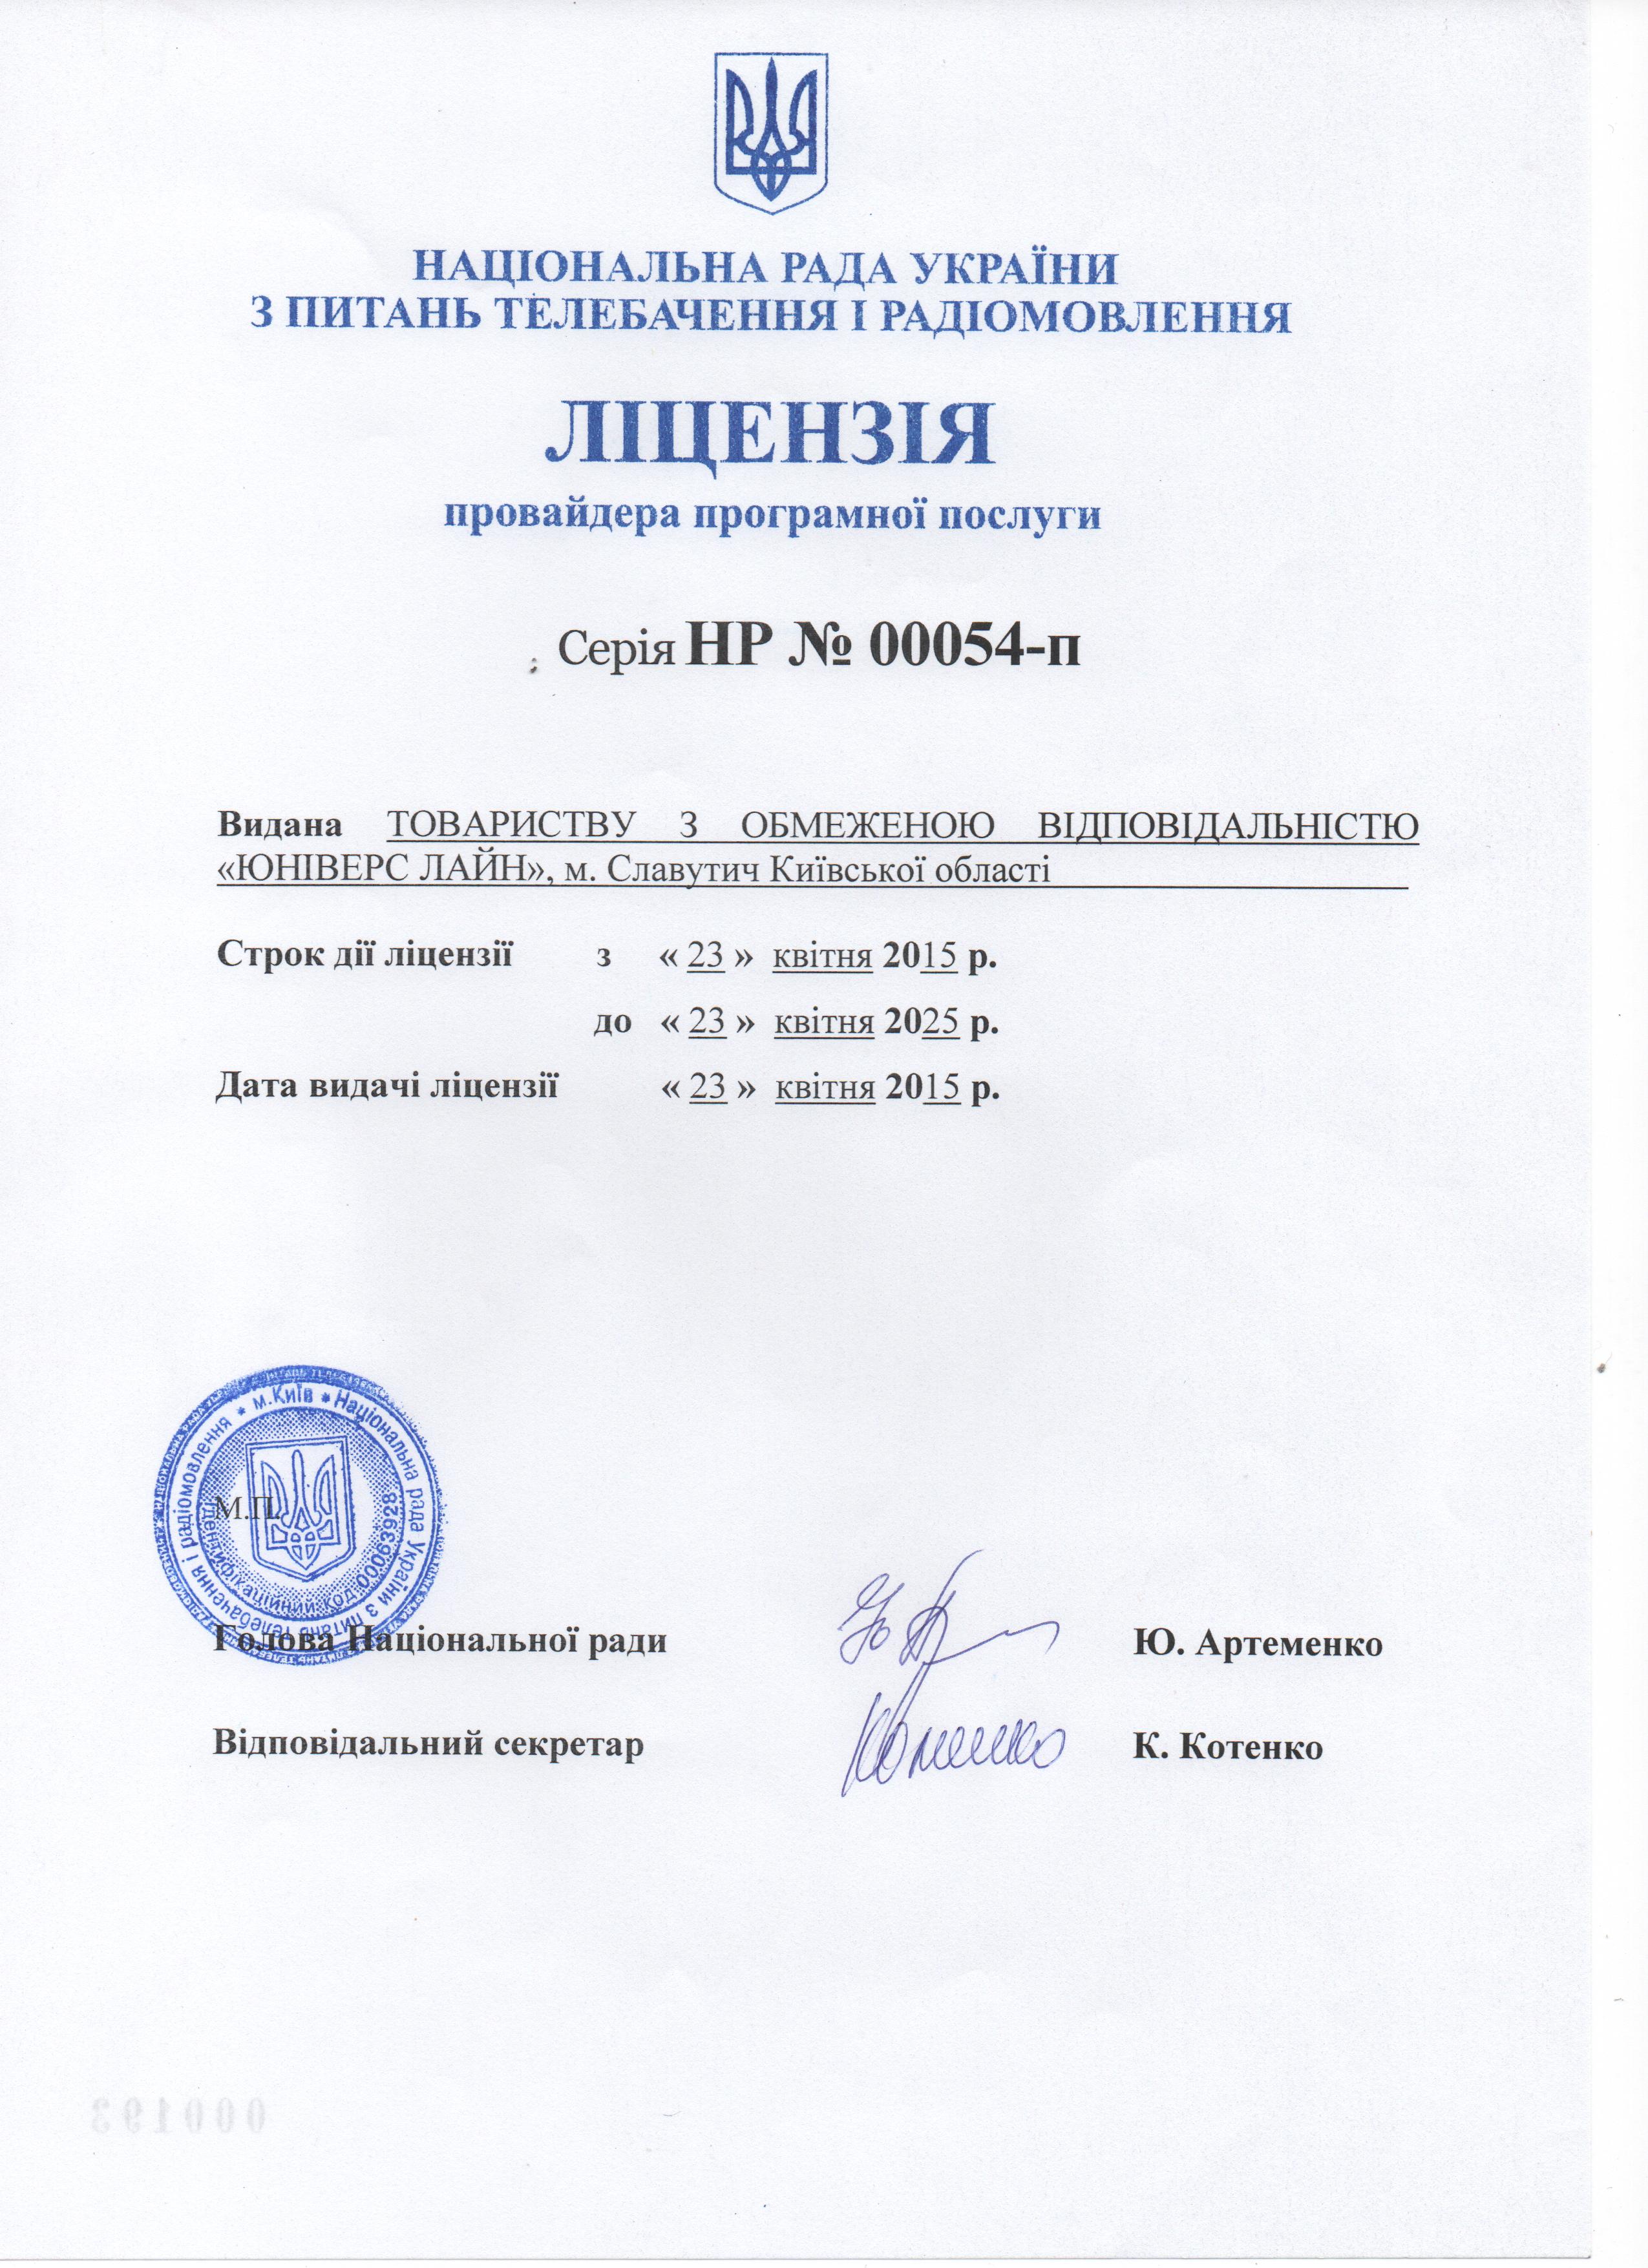 НАЦІОНАЛЬНА РАДА УКРАЇНИ
З ПИТАНЬ ТЕЛЕБАЧЕННЯ І РАДІОМОВЛЕННЯ
ЛІЦЕНЗІЯ
провайдера програмної послуги
Серія НР № 00054-п
Видана ТОВАРИСТВУ З ОБМЕЖЕНОЮ ВІДПОВІДАЛЬНІСТЮ
«ЮНІВЕРС ЛАЙН», м. Славутич Київської області
Строк дії ліцензії з « 23 » квітня 2015 р.
до « 23 » квітня 2025 р.
Дата видачі ліцензії « 23 » квітня 2015 р.
* м.Київ * Національна рада України з питань телебачення і радіомовлення
Ідентифікаційний код 00063928
М.П.
Голова Національної ради Ю. Артеменко
Відповідальний секретар К. Котенко
000193